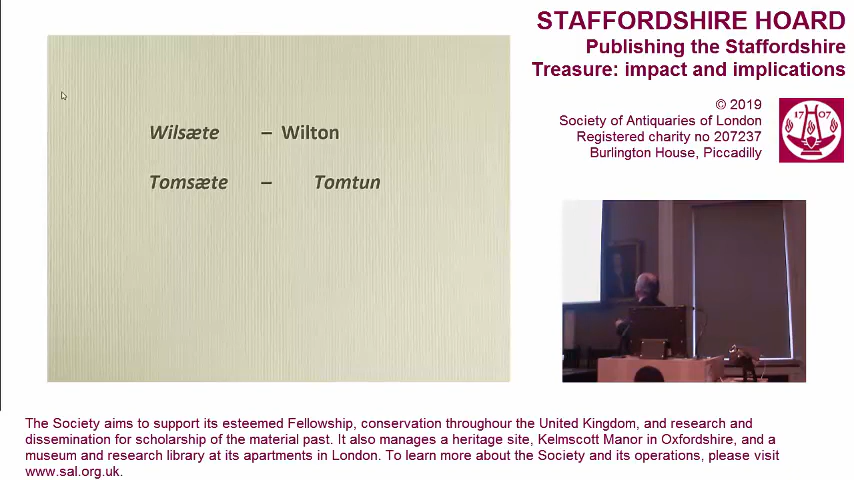 STAFFORDSHIRE HOARD
Publishing the Staffordshire
Treasure: impact and implications
© 2019
Society of Antiquaries of London
Registered charity no 207237
Burlington House, Piccadilly
17 07
Wilsæte – Wilton
Tomsæte – Tomtun
The Society aims to support its esteemed Fellowship, conservation throughour the United Kingdom, and research and
dissemination for scholarship of the material past. It also manages a heritage site, Kelmscott Manor in Oxfordshire, and a
museum and research library at its apartments in London. To learn more about the Society and its operations, please visit
www.sal.org.uk.